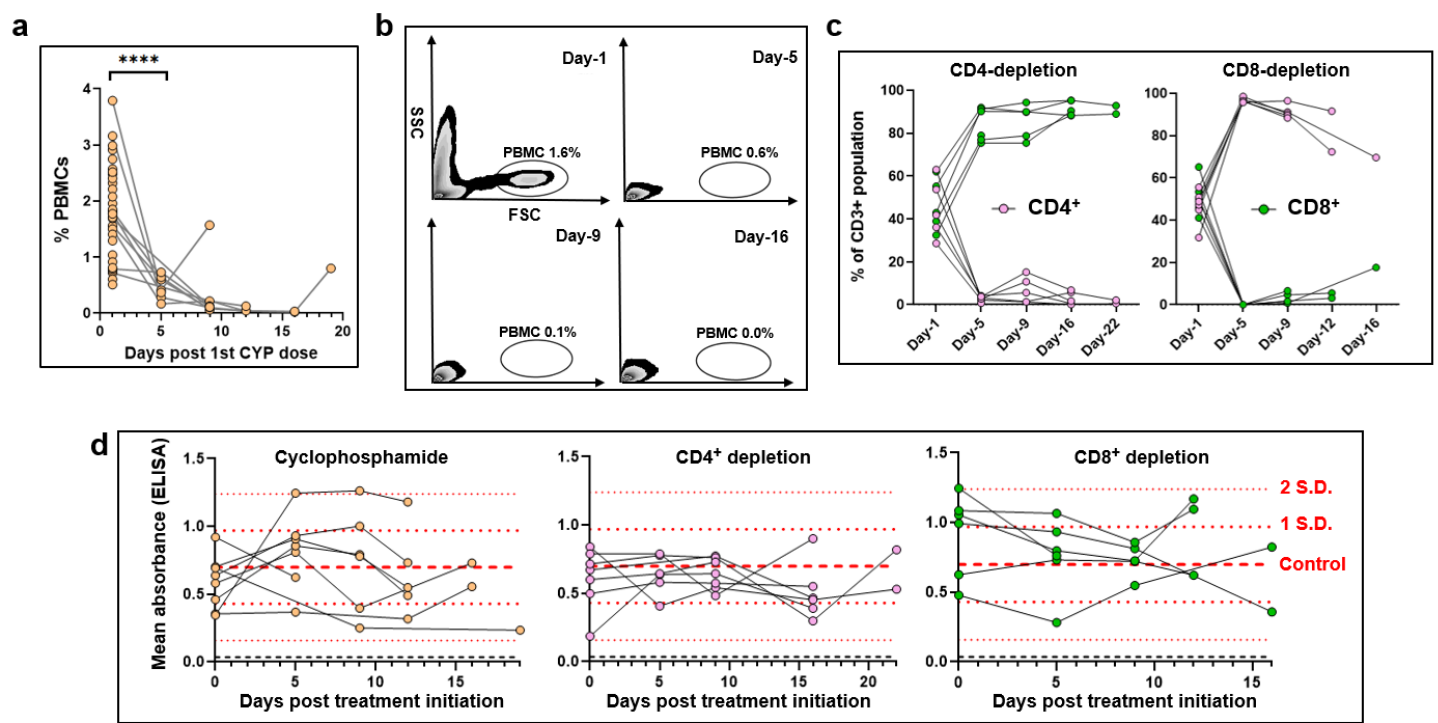 a
****
% PBMCs
4
3
2
1
0
0 5 10 15 20
Days post 1st CYP dose
b
Day-1
SSC
PBMC 1.6%
FSC
Day-5
PBMC 0.6%
Day-9
PBMC 0.1%
Day-16
PBMC 0.0%
c
CD4-depletion
% of CD3+ population
100
80
60
40
20
0
CD4⁺
Day-1 Day-5 Day-9 Day-16 Day-22
CD8-depletion
100
80
60
40
20
0
CD8⁺
Day-1 Day-5 Day-9 Day-12 Day-16
d
Mean absorbance (ELISA)
Cyclophosphamide
1.5
1.0
0.5
0.0
0 5 10 15 20
Days post treatment initiation
CD4⁺ depletion
1.5
1.0
0.5
0.0
0 5 10 15 20
Days post treatment initiation
CD8⁺ depletion
1.5
1.0
0.5
0.0
0 5 10 15
Days post treatment initiation
2 S.D.
1 S.D.
Control